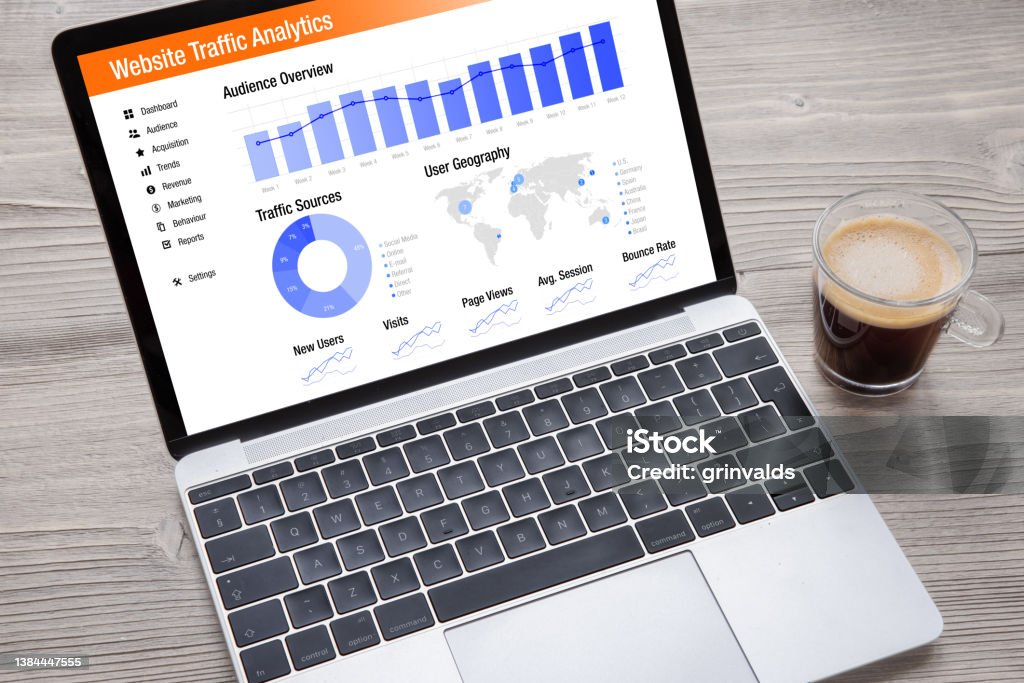 Website Traffic Analytics
Dashboard
Audience
Acquisition
Trends
Revenue
Marketing
Behaviour
Reports
Settings
Audience Overview
Week 1
Week 2
Week 3
Week 4
Week 5
Week 6
Week 7
Week 8
Week 9
Week 10
Week 11
Week 12
Traffic Sources
3%
7%
9%
15%
21%
45%
Social Media
Online
E-mail
Referral
Direct
Other
User Geography
U.S.
Germany
Spain
Australia
China
France
Japan
Brazil
New Users
Visits
Page Views
Avg. Session
Bounce Rate
esc
Q W E R T Y U I O P
A S D F G H J K L
Z X C V B N M
fn
control
option
command
command
option
iStock™
Credit: grinvalds
1384447555